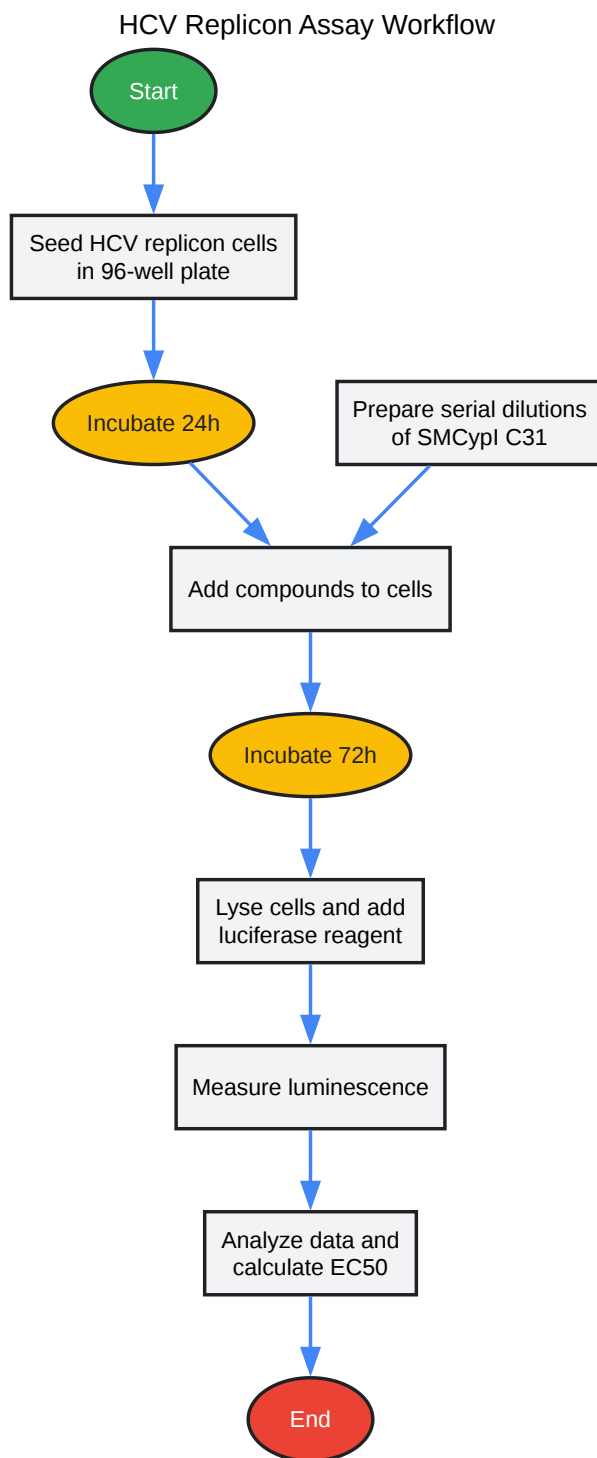 HCV Replicon Assay Workflow
Start
Seed HCV replicon cells
in 96-well plate
Incubate 24h
Prepare serial dilutions
of SMCypI C31
Add compounds to cells
Incubate 72h
Lyse cells and add
luciferase reagent
Measure luminescence
Analyze data and
calculate EC50
End